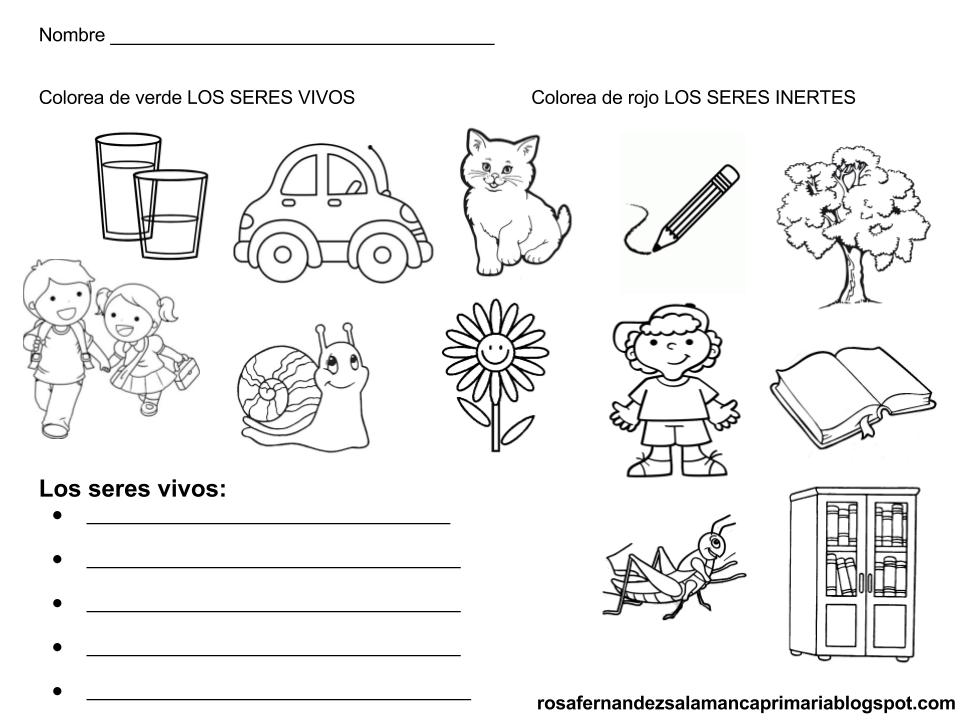 Nombre
Colorea de verde LOS SERES VIVOS
Colorea de rojo LOS SERES INERTES
Los seres vivos:
rosafernandezsalamancaprimariablogspot.com